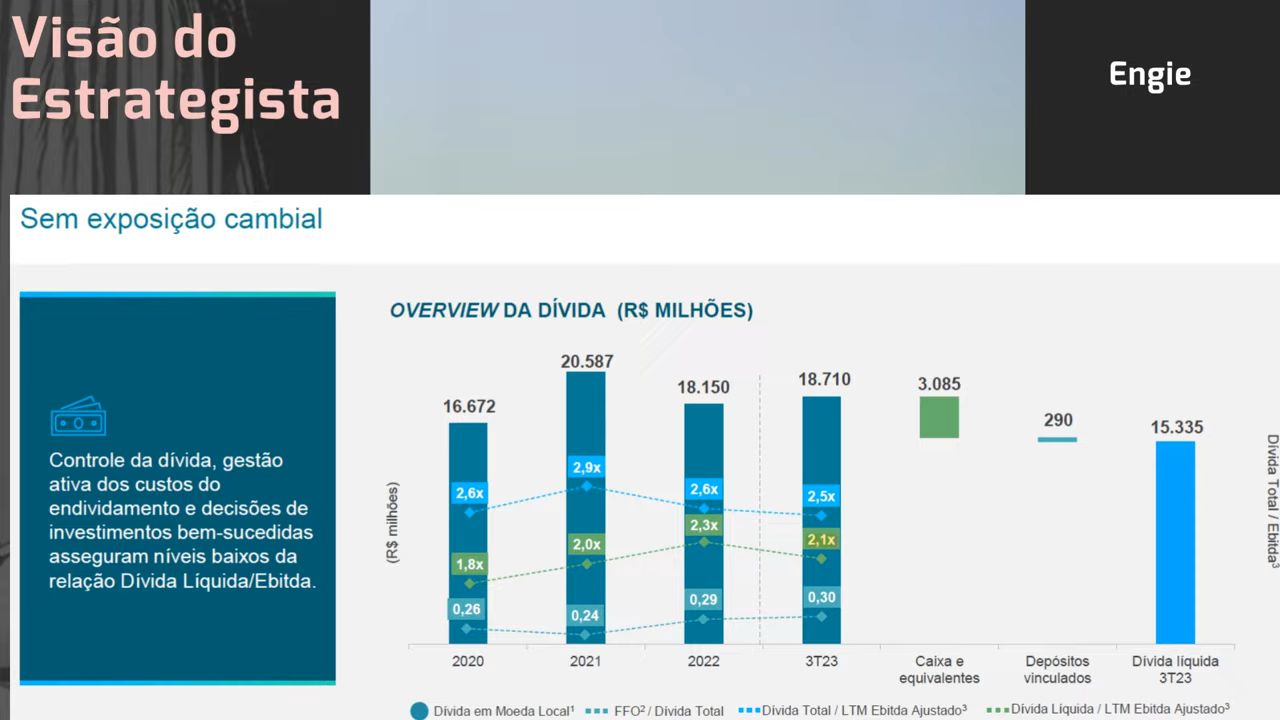 Visão do
Estrategista
Engie
Sem exposição cambial
Controle da dívida, gestão
ativa dos custos do
endividamento e decisões de
investimentos bem-sucedidas
asseguram níveis baixos da
relação Dívida Líquida/Ebitda.
OVERVIEW DA DÍVIDA (R$ MILHÕES)
(R$ milhões)
16.672
20.587
18.150
18.710
3.085
290
15.335
2,6x
2,9x
2,6x
2,5x
1,8x
2,0x
2,3x
2,1x
0,26
0,24
0,29
0,30
2020
2021
2022
3T23
Caixa e
equivalentes
Depósitos
vinculados
Dívida líquida
3T23
Dívida Total / Ebitda³
Dívida em Moeda Local¹
FFO² / Dívida Total
Dívida Total / LTM Ebitda Ajustado³
Dívida Líquida / LTM Ebitda Ajustado³